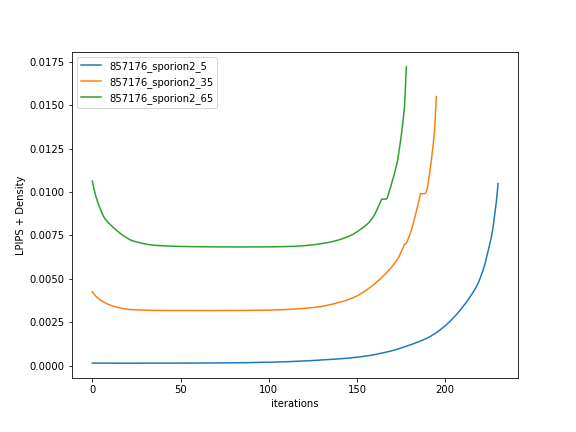 857176_sporion2_5
857176_sporion2_35
857176_sporion2_65
LPIPS + Density
0.0175
0.0150
0.0125
0.0100
0.0075
0.0050
0.0025
0.0000
0 50 100 150 200
iterations